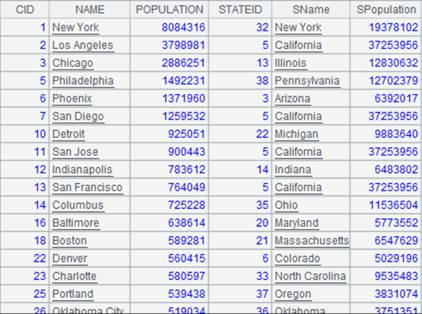 CID NAME POPULATION STATEID SName SPopulation
1 New York 8084316 32 New York 19378102
2 Los Angeles 3798981 5 California 37253956
3 Chicago 2886251 13 Illinois 12830632
5 Philadelphia 1492231 38 Pennsylvania 12702379
6 Phoenix 1371960 3 Arizona 6392017
7 San Diego 1259532 5 California 37253956
10 Detroit 925051 22 Michigan 9883640
11 San Jose 900443 5 California 37253956
12 Indianapolis 783612 14 Indiana 6483802
13 San Francisco 764049 5 California 37253956
14 Columbus 725228 35 Ohio 11536504
16 Baltimore 638614 20 Maryland 5773552
18 Boston 589281 21 Massachusetts 6547629
22 Denver 560415 6 Colorado 5029196
23 Charlotte 580597 33 North Carolina 9535483
25 Portland 539438 37 Oregon 3831074
26 Oklahoma City 519034 36 Oklahoma 3751351